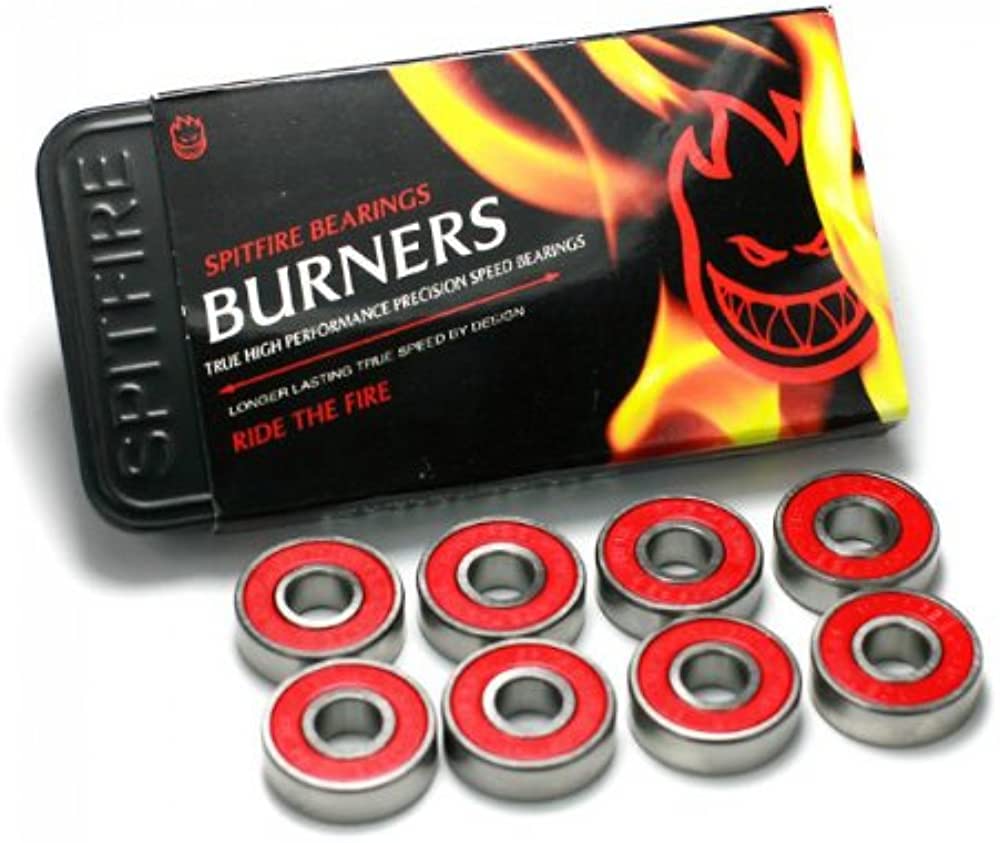 SPITFIRE
SPITFIRE BEARINGS
BURNERS
TRUE HIGH PERFORMANCE PRECISION SPEED BEARINGS
LONGER LASTING TRUE SPEED BY DESIGN
RIDE THE FIRE